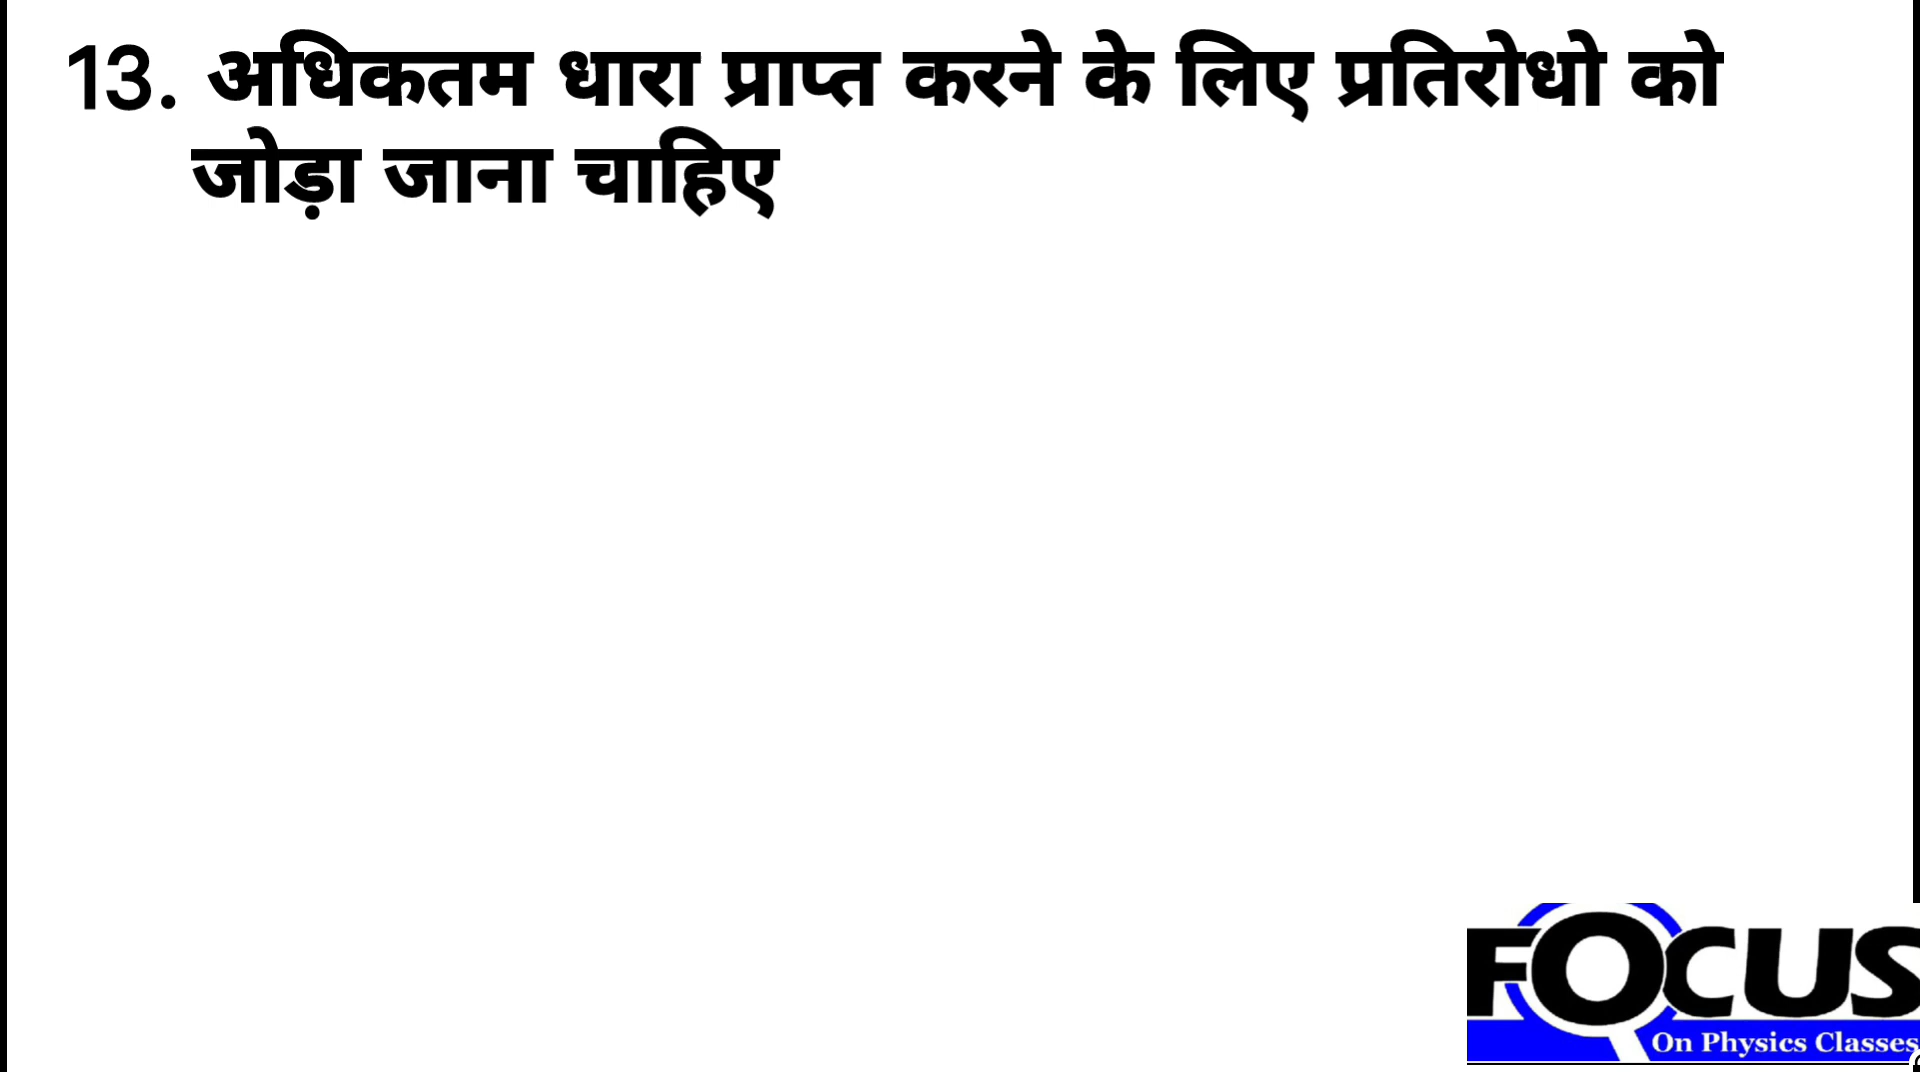 13. अधिकतम धारा प्राप्त करने के लिए प्रतिरोधो को
जोड़ा जाना चाहिए
FOCUS
On Physics Classes